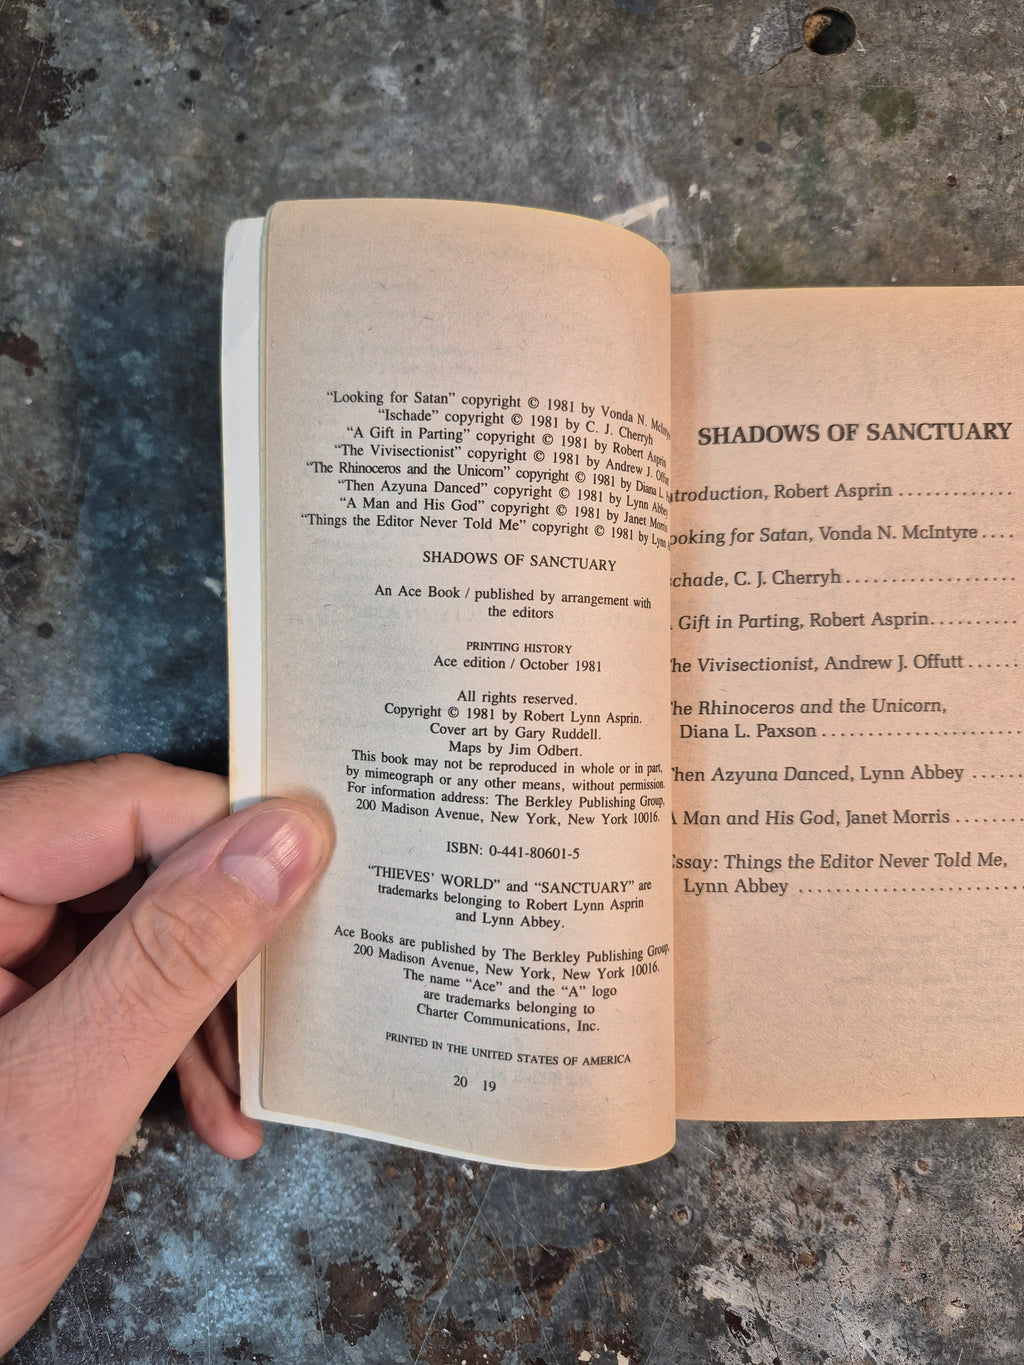 “Looking for Satan” copyright © 1981 by Vonda N.
“Ischade” copyright © 1981 by C. J. Cherryh
“A Gift in Parting” copyright © 1981 by Robert Asprin
“The Vivisectionist” copyright © 1981 by Andrew J.
“The Rhinoceros and the Unicorn” copyright © 1981 by Diana L.
“Then Azyuna Danced” copyright © 1981 by Lynn Abbey
“A Man and His God” copyright © 1981 by Janet Morris
“Things the Editor Never Told Me” copyright © 1981 by Lynn
SHADOWS OF SANCTUARY
An Ace Book / published by arrangement with
the editors
PRINTING HISTORY
Ace edition / October 1981
All rights reserved.
Copyright © 1981 by Robert Lynn Asprin.
Cover art by Gary Ruddell.
Maps by Jim Odbert.
This book may not be reproduced in whole or in part,
by mimeograph or any other means, without permission.
For information address: The Berkley Publishing Group,
200 Madison Avenue, New York, New York 10016.
ISBN: 0-441-80601-5
“THIEVES’ WORLD” and “SANCTUARY” are
trademarks belonging to Robert Lynn Asprin
and Lynn Abbey.
Ace Books are published by The Berkley Publishing Group,
200 Madison Avenue, New York, New York 10016.
The name “Ace” and the “A” logo
are trademarks belonging to
Charter Communications, Inc.
PRINTED IN THE UNITED STATES OF AMERICA
20 19
SHADOWS OF SANCTUARY
troduction, Robert Asprin .............
ooking for Satan, Vonda N. McIntyre ....
chade, C. J. Cherryh ..................
Gift in Parting, Robert Asprin.........
he Vivisectionist, Andrew J. Offutt ......
he Rhinoceros and the Unicorn,
Diana L. Paxson .....................
hen Azyuna Danced, Lynn Abbey ......
A Man and His God, Janet Morris .......
ssay: Things the Editor Never Told Me,
Lynn Abbey ........................